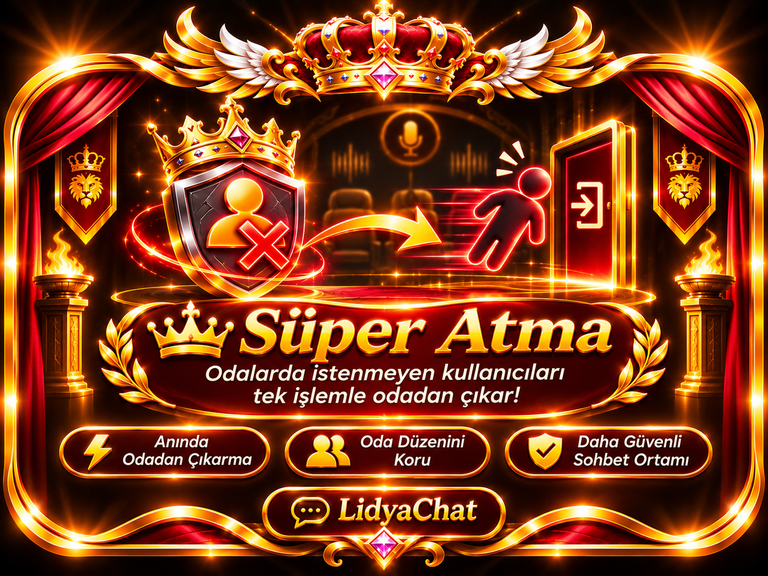 Süper Atma
Odalarda istenmeyen kullanıcıları
tek işlemle odadan çıkar!
Anında
Odadan Çıkarma
Oda Düzenini
Koru
Daha Güvenli
Sohbet Ortamı
LidyaChat